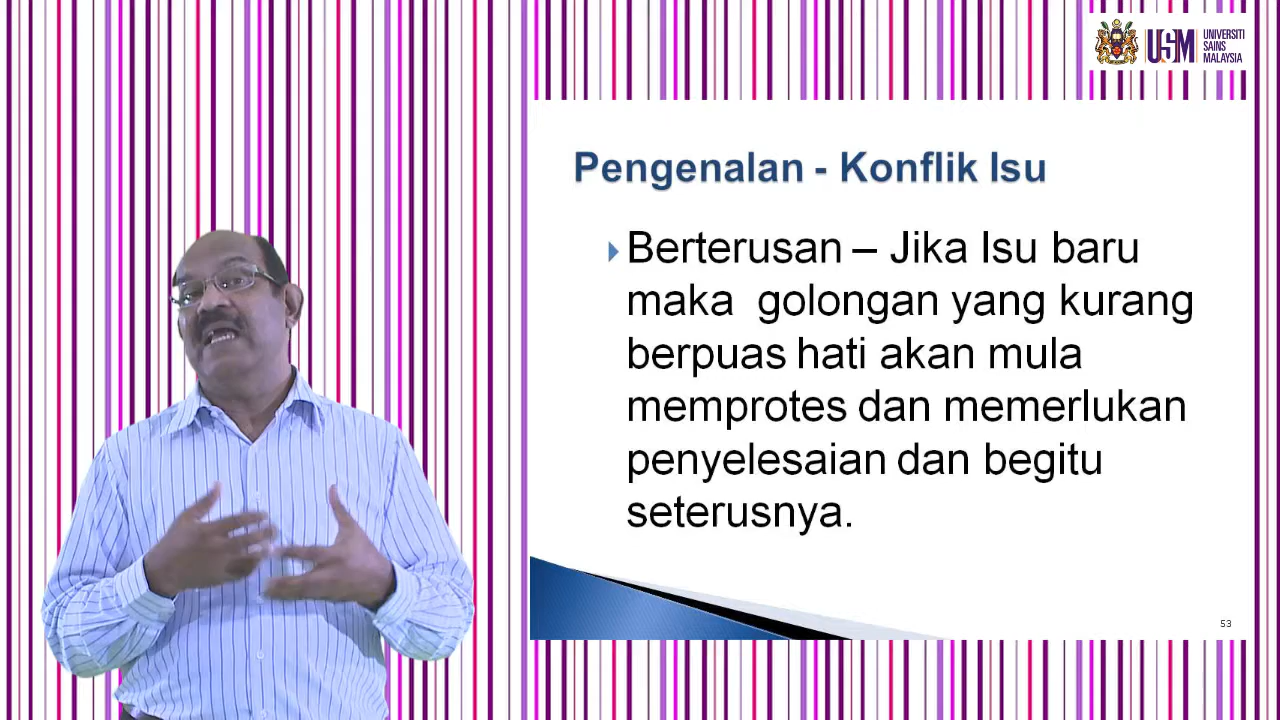 USM
UNIVERSITI
SAINS
MALAYSIA
Pengenalan - Konflik Isu
Berterusan – Jika Isu baru
maka golongan yang kurang
berpuas hati akan mula
memprotes dan memerlukan
penyelesaian dan begitu
seterusnya.
53